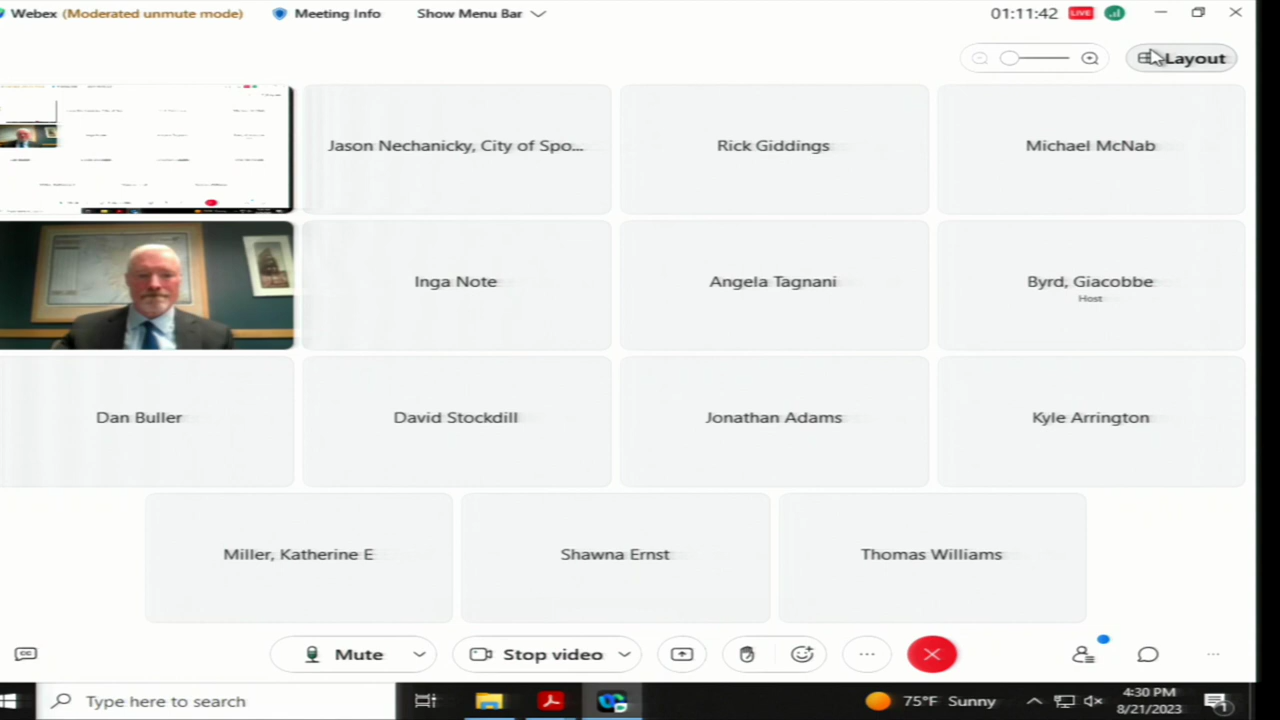 Webex (Moderated unmute mode) Meeting Info Show Menu Bar 01:11:42 LIVE
Layout
Jason Nechanicky, City of Spo... Rick Giddings Michael McNab
Inga Note Angela Tagnani Byrd, Giacobbe
Host
Dan Buller David Stockdill Jonathan Adams Kyle Arrington
Miller, Katherine E Shawna Ernst Thomas Williams
CC Mute Stop video
Type here to search 75°F Sunny 4:30 PM
8/21/2023 1